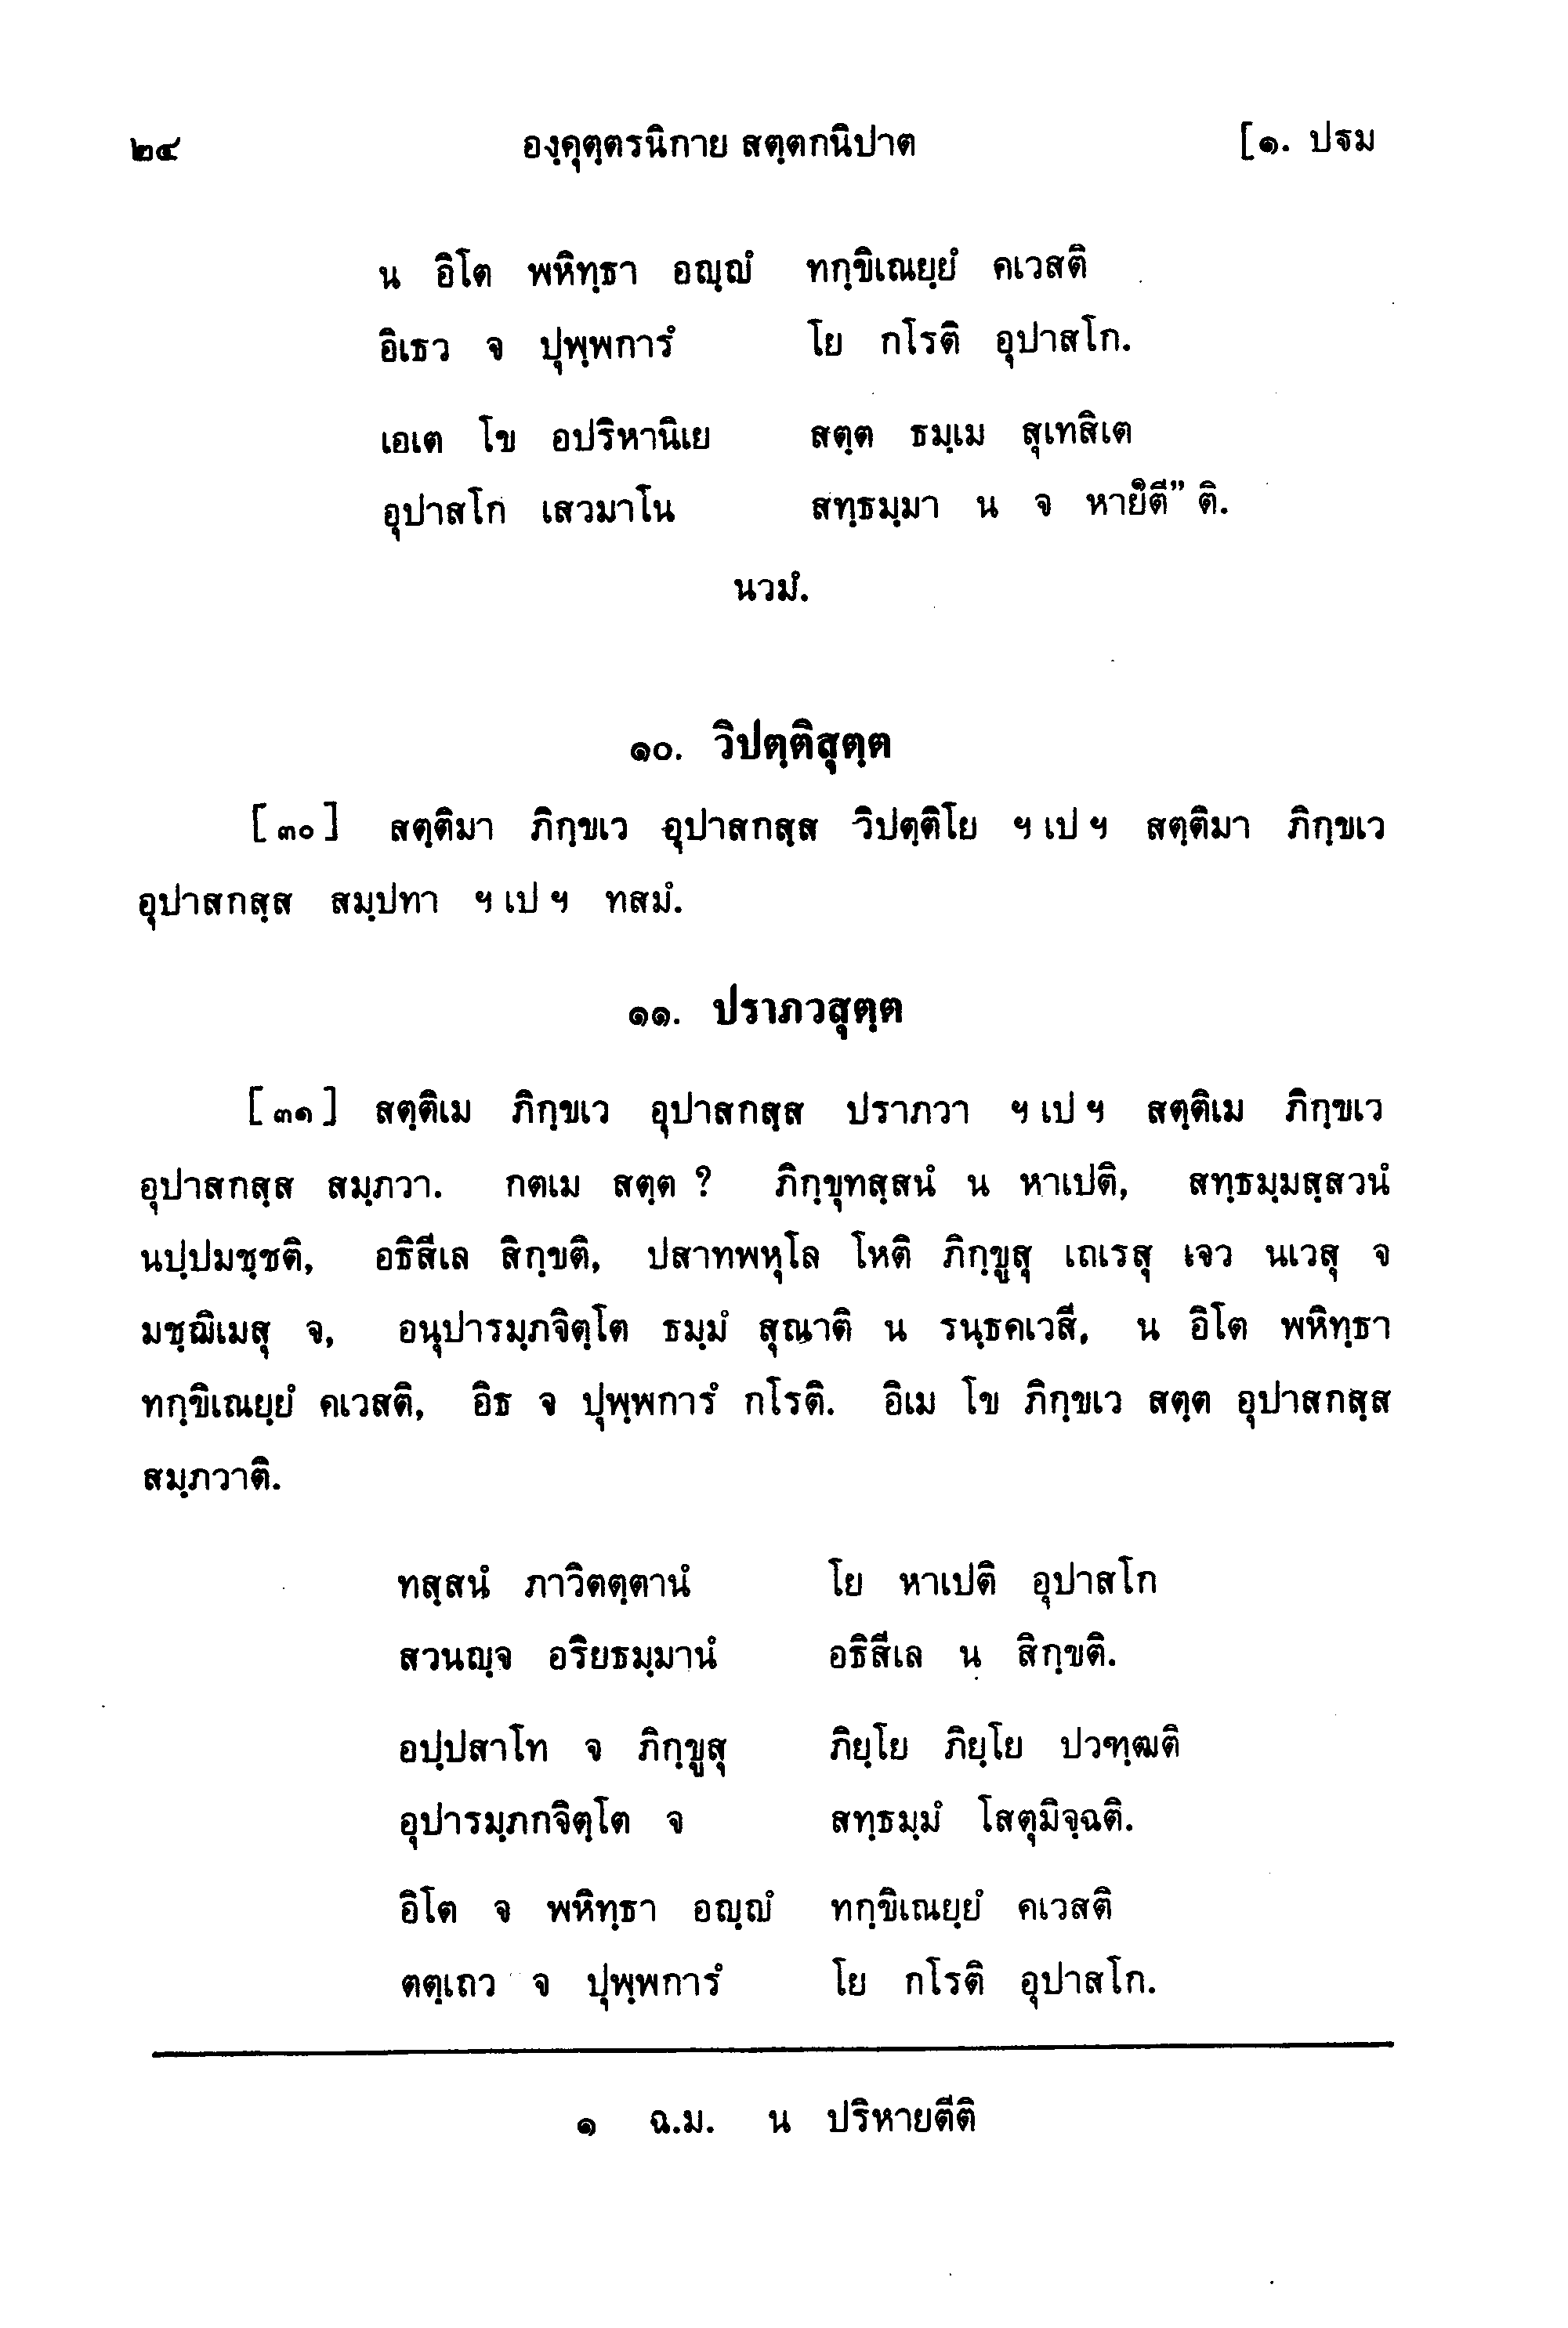 ๒๔ องฺคุตฺตรนิกาย สตฺตกนิปาต [๑. ปฐม
น อิโต พหิทฺธา อญฺญํ ทกฺขิเณยฺยํ คเวสติ
อิเธว จ ปุพฺพการํ โย กโรติ อุปาสโก.
เอเต โข อปริหานิเย สตฺต ธมฺเม สุเทสิเต
อุปาสโก เสวมาโน สทฺธมฺมา น จ หายตี๑” ติ.
นวมํ.
๑๐. วิปตฺติสุตฺต
[๓๐] สตฺติมา ภิกฺขเว อุปาสกสฺส วิปตฺติโย ฯ เป ฯ สตฺติมา ภิกฺขเว
อุปาสกสฺส สมฺปทา ฯ เป ฯ ทสมํ.
๑๑. ปราภวสุตฺต
[๓๑] สตฺติเม ภิกฺขเว อุปาสกสฺส ปราภวา ฯ เป ฯ สตฺติเม ภิกฺขเว
อุปาสกสฺส สมฺภวา. กตเม สตฺต ? ภิกฺขุทสฺสนํ น หาเปติ, สทฺธมฺมสฺสวนํ
นปฺปมชฺชติ, อธิสีเล สิกฺขติ, ปสาทพหุโล โหติ ภิกฺขูสุ เถเรสุ เจว นเวสุ จ
มชฺฌิเมสุ จ, อนุปารมฺภจิตฺโต ธมฺมํ สุณาติ น รนฺธคเวสี, น อิโต พหิทฺธา
ทกฺขิเณยฺยํ คเวสติ, อิธ จ ปุพฺพการํ กโรติ. อิเม โข ภิกฺขเว สตฺต อุปาสกสฺส
สมฺภวาติ.
ทสฺสนํ ภาวิตตฺตานํ โย หาเปติ อุปาสโก
สวนญฺจ อริยธมฺมานํ อธิสีเล น สิกฺขติ.
อปฺปสาโท จ ภิกฺขูสุ ภิยฺโย ภิยฺโย ปวฑฺฒติ
อุปารมฺภกจิตฺโต จ สทฺธมฺมํ โสตุมิจฺฉติ.
อิโต จ พหิทฺธา อญฺญํ ทกฺขิเณยฺยํ คเวสติ
ตตฺเถว จ ปุพฺพการํ โย กโรติ อุปาสโก.
๑ ฉ.ม. น ปริหายตีติ